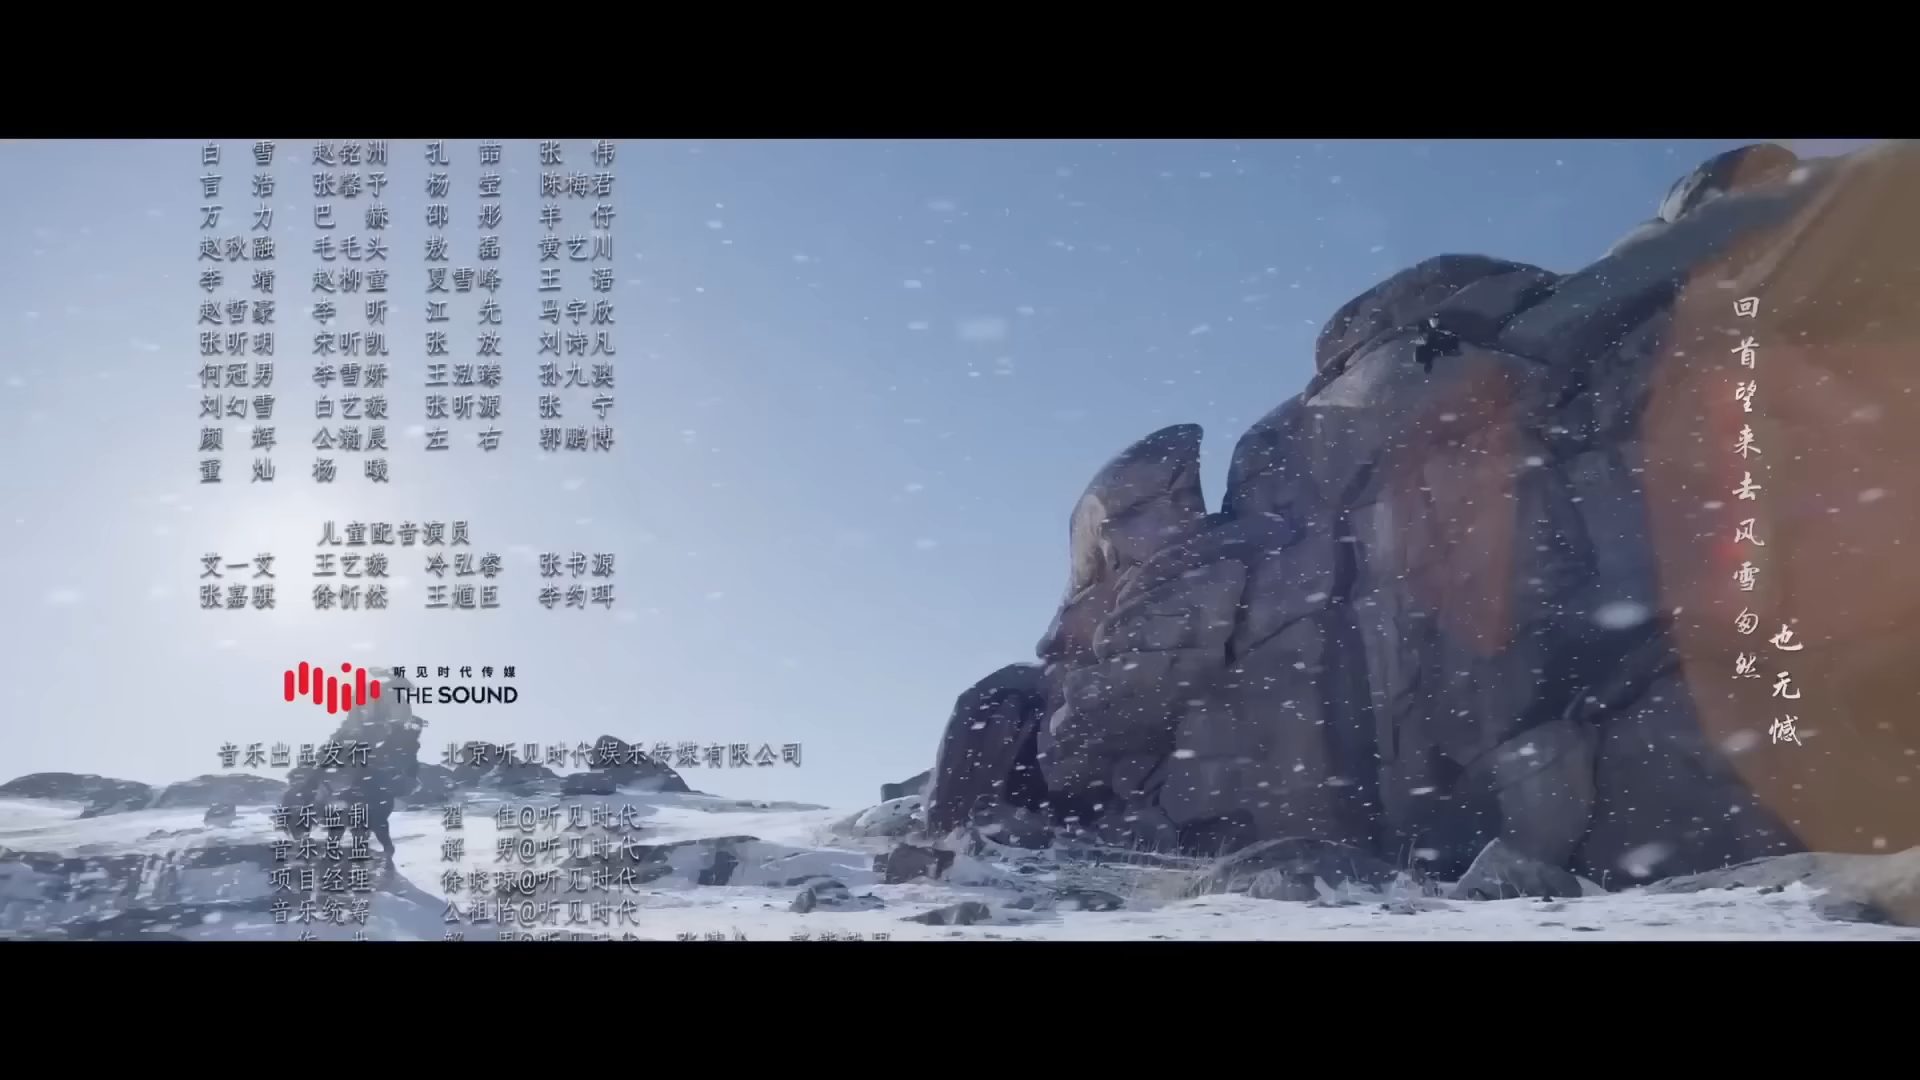 白雪 赵铭洲 孔喆 张伟
言浩 张馨予 杨莹 陈梅君
万力 巴赫 邵彤 羊仔
赵秋融 毛毛头 敖磊 黄艺川
李婧 赵柳童 夏雪峰 王语
赵哲豪 李昕 江先 马宇欣
张昕玥 宋昕凯 张放 刘诗凡
何冠男 李雪娇 王泓臻 孙九澳
刘幻雪 白艺璇 张昕源 张宁
颜辉 公瀚晨 左右 郭鹏博
董灿 杨曦
儿童配音演员
艾一艾 王艺璇 冷弘睿 张书源
张嘉骐 徐忻然 王馗臣 李约珥
听见时代传媒
THE SOUND
音乐出品发行 北京听见时代娱乐传媒有限公司
音乐监制 翟佳@听见时代
音乐总监 解男@听见时代
项目经理 徐晓琼@听见时代
音乐统筹 公祖怡@听见时代
回首望来去风雪匆然
也无憾